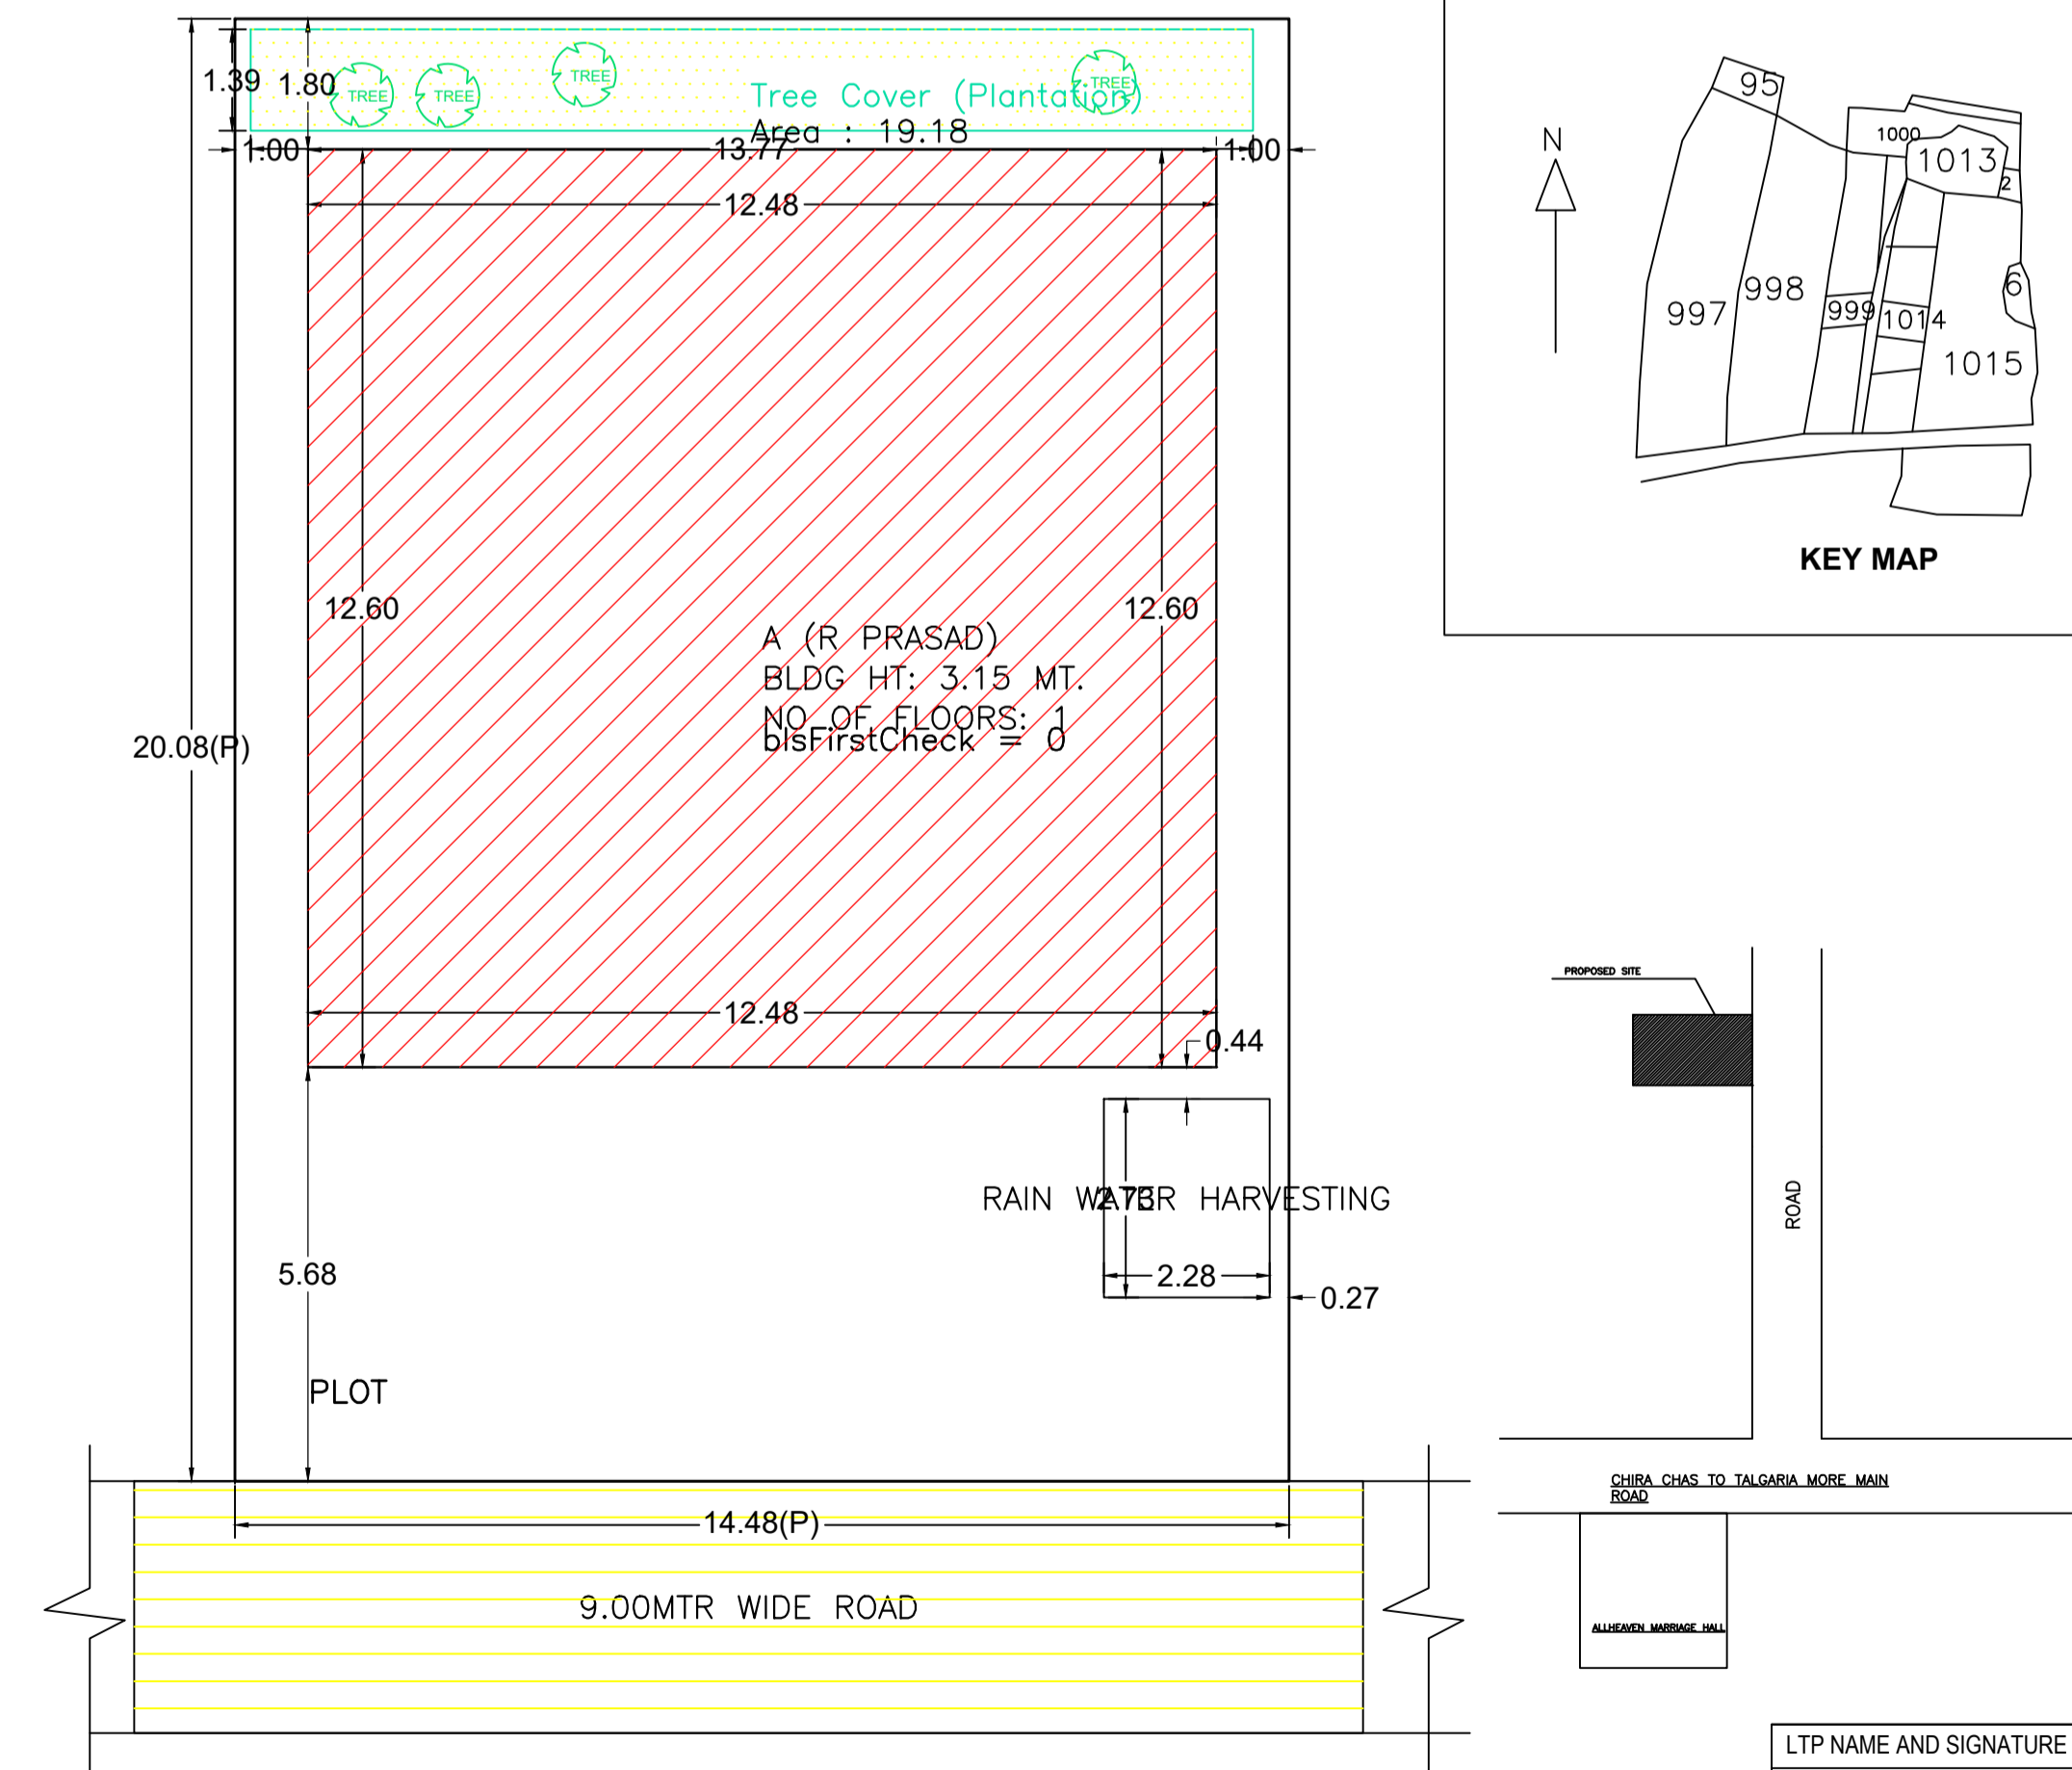 1.39
1.80
TREE
TREE
TREE
TREE
Tree Cover (Plantation)
Area : 19.18
1.00
13.77
1.00
12.48
12.60
12.60
A (R PRASAD)
BLDG HT: 3.15 MT.
NO OF FLOORS: 1
bIsFirstCheck = 0
20.08(P)
12.48
0.44
RAIN WATER HARVESTING
2.73
2.28
0.27
5.68
PLOT
14.48(P)
9.00MTR WIDE ROAD
N
95
1000
1013
2
6
998
997
999
1014
1015
KEY MAP
PROPOSED SITE
ROAD
CHIRA CHAS TO TALGARIA MORE MAIN
ROAD
ALLHEAVEN MARRIAGE HALL
LTP NAME AND SIGNATURE